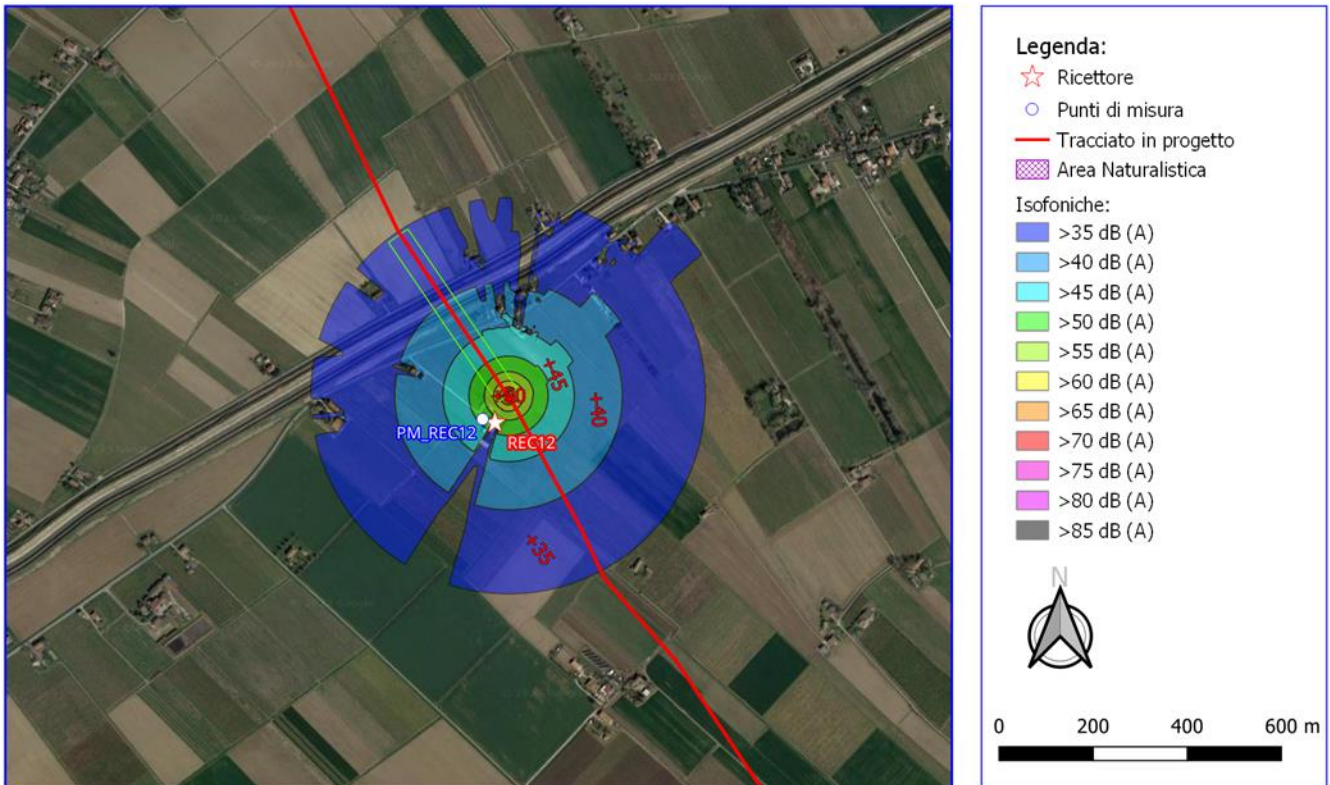 +45
+40
PM_REC12
REC12
+35
Legenda:
Ricettore
Punti di misura
Tracciato in progetto
Area Naturalistica
Isofoniche:
>35 dB (A)
>40 dB (A)
>45 dB (A)
>50 dB (A)
>55 dB (A)
>60 dB (A)
>65 dB (A)
>70 dB (A)
>75 dB (A)
>80 dB (A)
>85 dB (A)
N
0 200 400 600 m